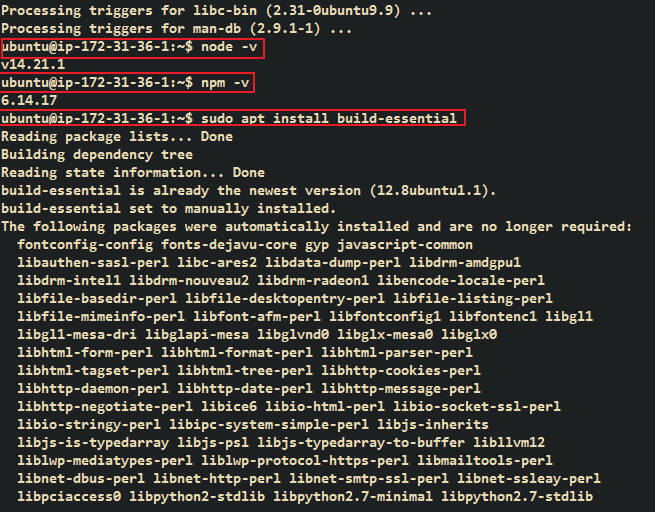 Processing triggers for libc-bin (2.31-0ubuntu9.9) ...
Processing triggers for man-db (2.9.1-1) ...
ubuntu@ip-172-31-36-1:~$ node -v
v14.21.1
ubuntu@ip-172-31-36-1:~$ npm -v
6.14.17
ubuntu@ip-172-31-36-1:~$ sudo apt install build-essential
Reading package lists... Done
Building dependency tree
Reading state information... Done
build-essential is already the newest version (12.8ubuntu1.1).
build-essential set to manually installed.
The following packages were automatically installed and are no longer required:
  fontconfig-config fonts-dejavu-core gyp javascript-common
  libauthen-sasl-perl libc-ares2 libdata-dump-perl libdrm-amdgpu1
  libdrm-intel1 libdrm-nouveau2 libdrm-radeon1 libencode-locale-perl
  libfile-basedir-perl libfile-desktopentry-perl libfile-listing-perl
  libfile-mimeinfo-perl libfont-afm-perl libfontconfig1 libfontenc1 libgl1
  libgl1-mesa-dri libglapi-mesa libglvnd0 libglx-mesa0 libglx0
  libhtml-form-perl libhtml-format-perl libhtml-parser-perl
  libhtml-tagset-perl libhtml-tree-perl libhttp-cookies-perl
  libhttp-daemon-perl libhttp-date-perl libhttp-message-perl
  libhttp-negotiate-perl libice6 libio-html-perl libio-socket-ssl-perl
  libio-stringy-perl libipc-system-simple-perl libjs-inherits
  libjs-is-typedarray libjs-psl libjs-typedarray-to-buffer libllvm12
  liblwp-mediatypes-perl liblwp-protocol-https-perl libmailtools-perl
  libnet-dbus-perl libnet-http-perl libnet-smtp-ssl-perl libnet-ssleay-perl
  libpciaccess0 libpython2-stdlib libpython2.7-minimal libpython2.7-stdlib